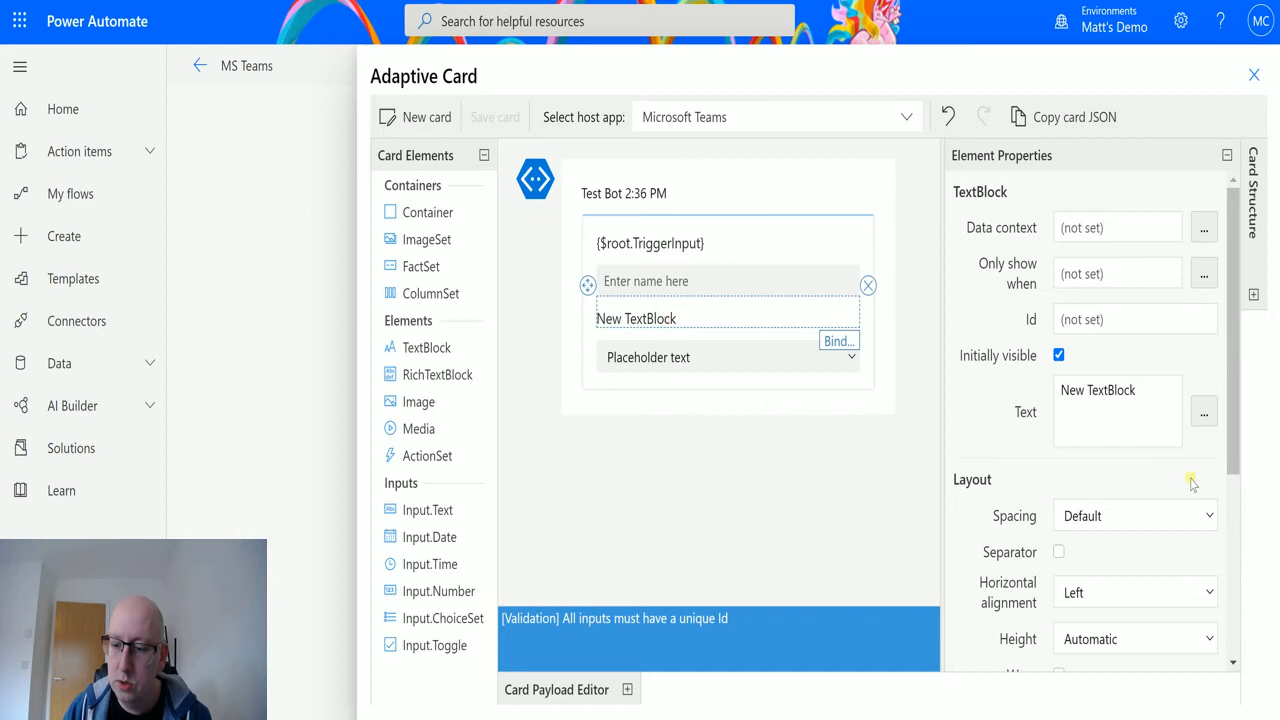 Power Automate
Search for helpful resources
Environments
Matt's Demo
MC
MS Teams
Home
Action items
My flows
Create
Templates
Connectors
Data
AI Builder
Solutions
Learn
Adaptive Card
New card
Save card
Select host app:
Microsoft Teams
Copy card JSON
Card Elements
Containers
Container
ImageSet
FactSet
ColumnSet
Elements
TextBlock
RichTextBlock
Image
Media
ActionSet
Inputs
Input.Text
Input.Date
Input.Time
Input.Number
Input.ChoiceSet
Input.Toggle
Test Bot 2:36 PM
{$root.TriggerInput}
Enter name here
New TextBlock
Bind...
Placeholder text
[Validation] All inputs must have a unique Id
Card Payload Editor
Element Properties
TextBlock
Data context
(not set)
...
Only show
when
(not set)
...
Id
(not set)
Initially visible
Text
New TextBlock
...
Layout
Spacing
Default
Separator
Horizontal
alignment
Left
Height
Automatic
Card Structure